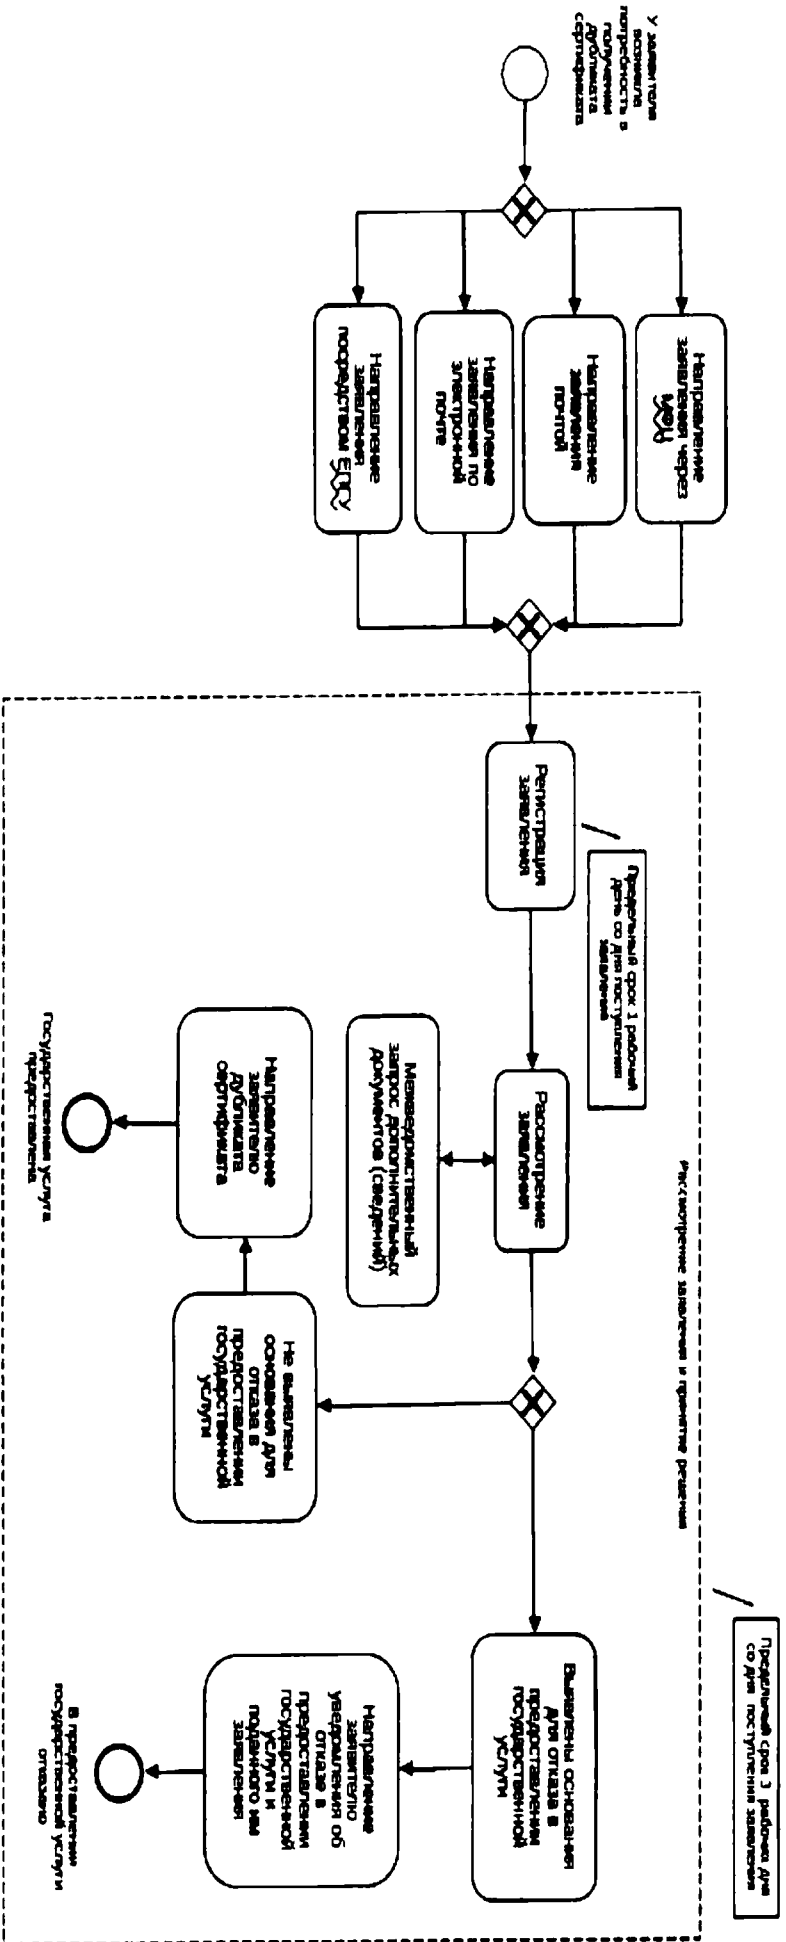 У заявителя
возникла
потребность в
получении
дубликата
сертификата
Направление
заявления через
Направление
заявления
почтой
Направление
заявления по
электронной
почте
Направление
заявления
посредством ЕПГУ
Регистрация
заявления
Предельный срок 1 рабочий
день со дня поступления
заявления
Рассмотрение заявления и принятие решения
Предельный срок 3 рабочих дня
со дня поступления заявления
Рассмотрение
заявления
Межведомственный
запрос дополнительных
документов (сведений)
Не выявлены
основания для
отказа в
предоставлении
государственной
услуги
Направление
заявителю
дубликата
сертификата
Государственная услуга
предоставлена
Выявлены основания
для отказа в
предоставлении
государственной
услуги
Направление
заявителю
уведомления об
отказе в
предоставлении
государственной
услуги и
поданного им
заявления
В предоставлении
государственной услуги
отказано